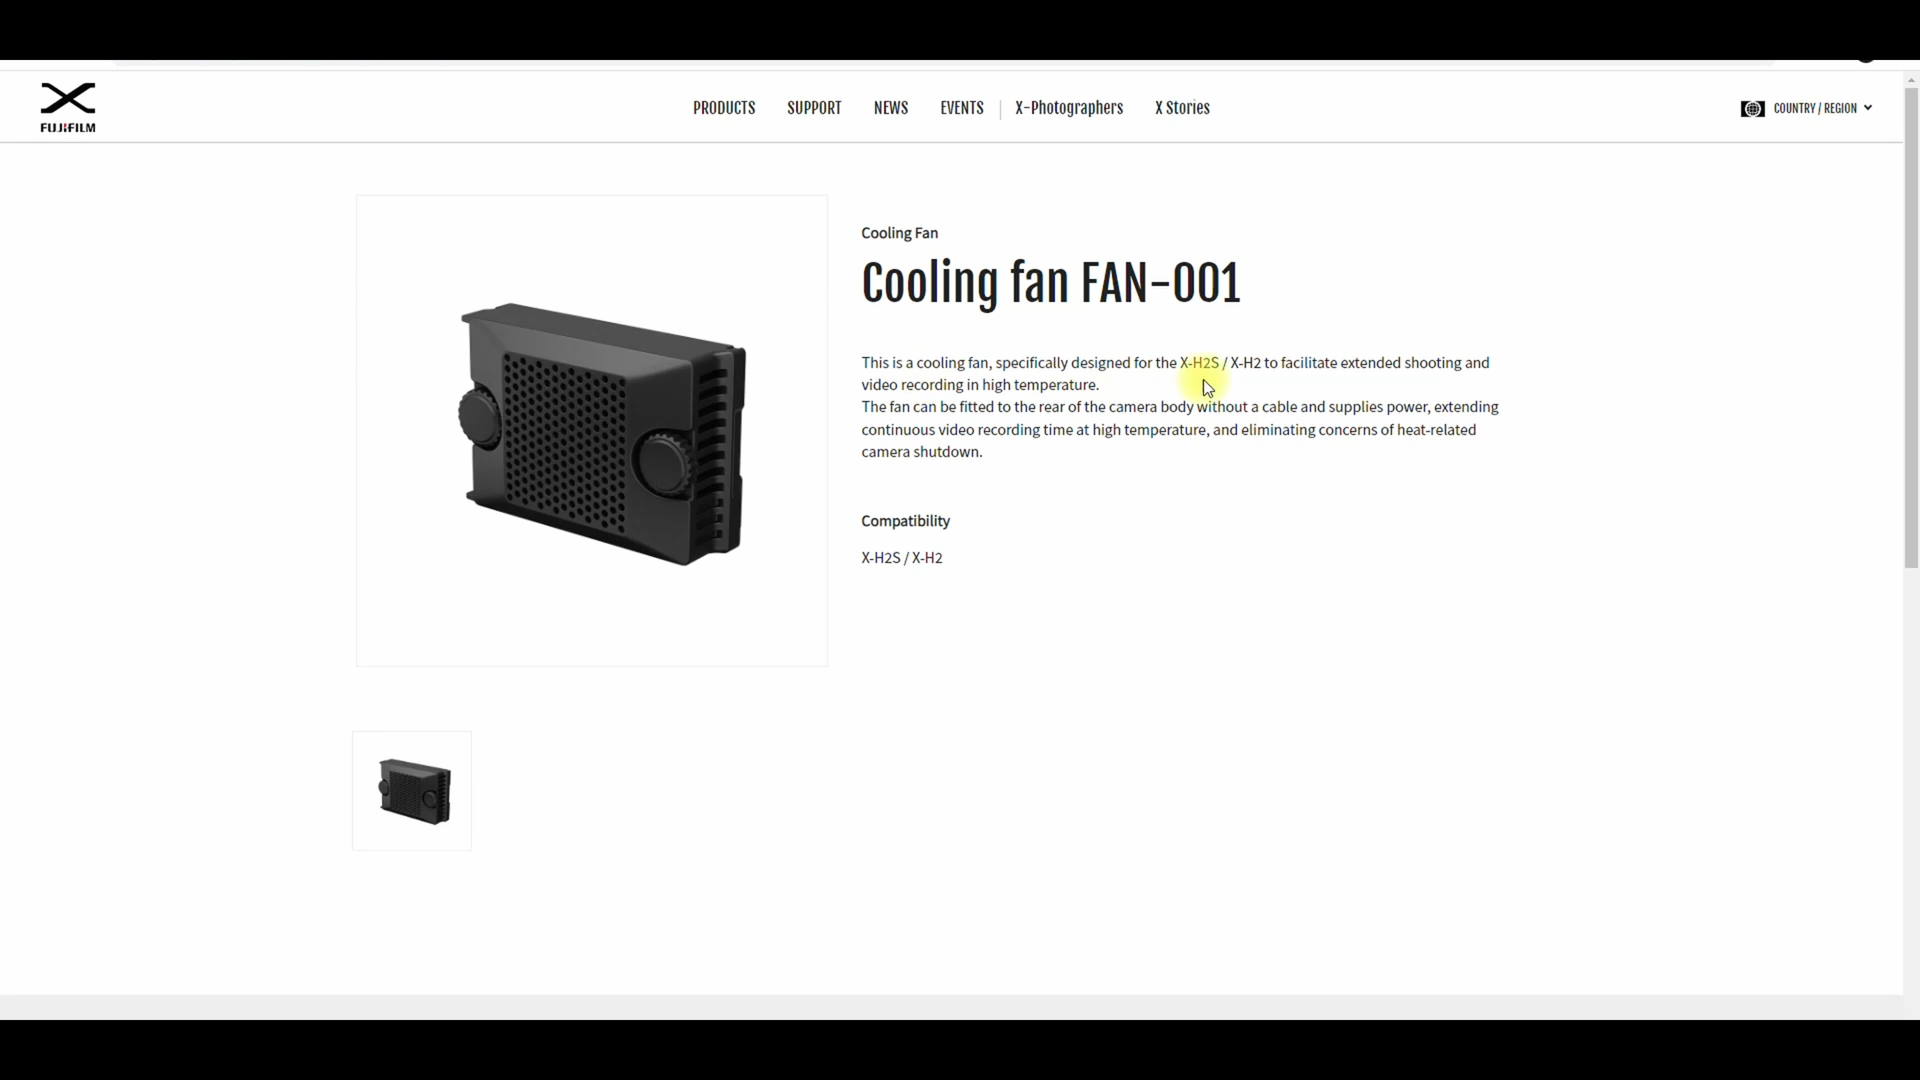 FUJIFILM
PRODUCTS SUPPORT NEWS EVENTS X-Photographers X Stories
COUNTRY / REGION
Cooling Fan
Cooling fan FAN-001
This is a cooling fan, specifically designed for the X-H2S / X-H2 to facilitate extended shooting and
video recording in high temperature.
The fan can be fitted to the rear of the camera body without a cable and supplies power, extending
continuous video recording time at high temperature, and eliminating concerns of heat-related
camera shutdown.
Compatibility
X-H2S / X-H2